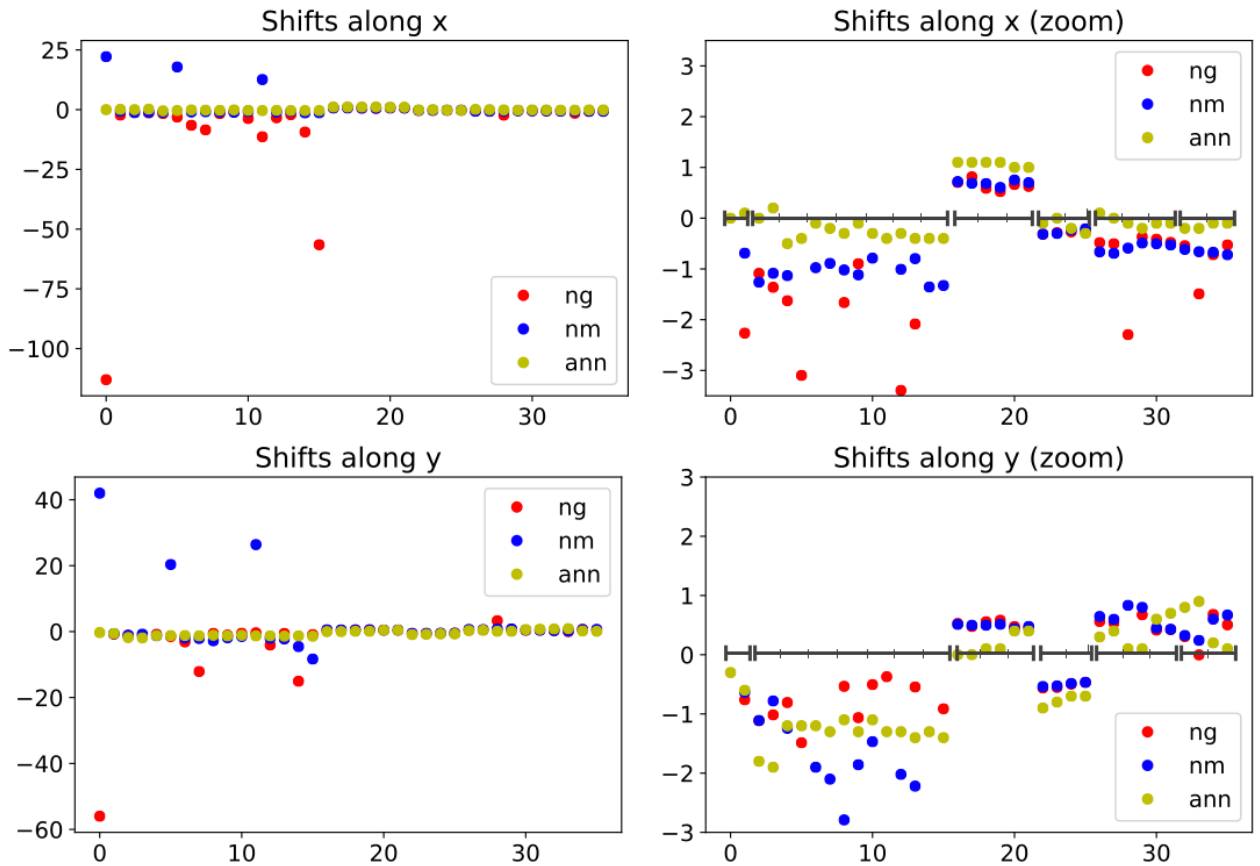 Shifts along x
25
0
−25
−50
−75
−100
0
10
20
30
ng
nm
ann
Shifts along x (zoom)
3
2
1
0
−1
−2
−3
0
10
20
30
ng
nm
ann
Shifts along y
40
20
0
−20
−40
−60
0
10
20
30
ng
nm
ann
Shifts along y (zoom)
3
2
1
0
−1
−2
−3
0
10
20
30
ng
nm
ann